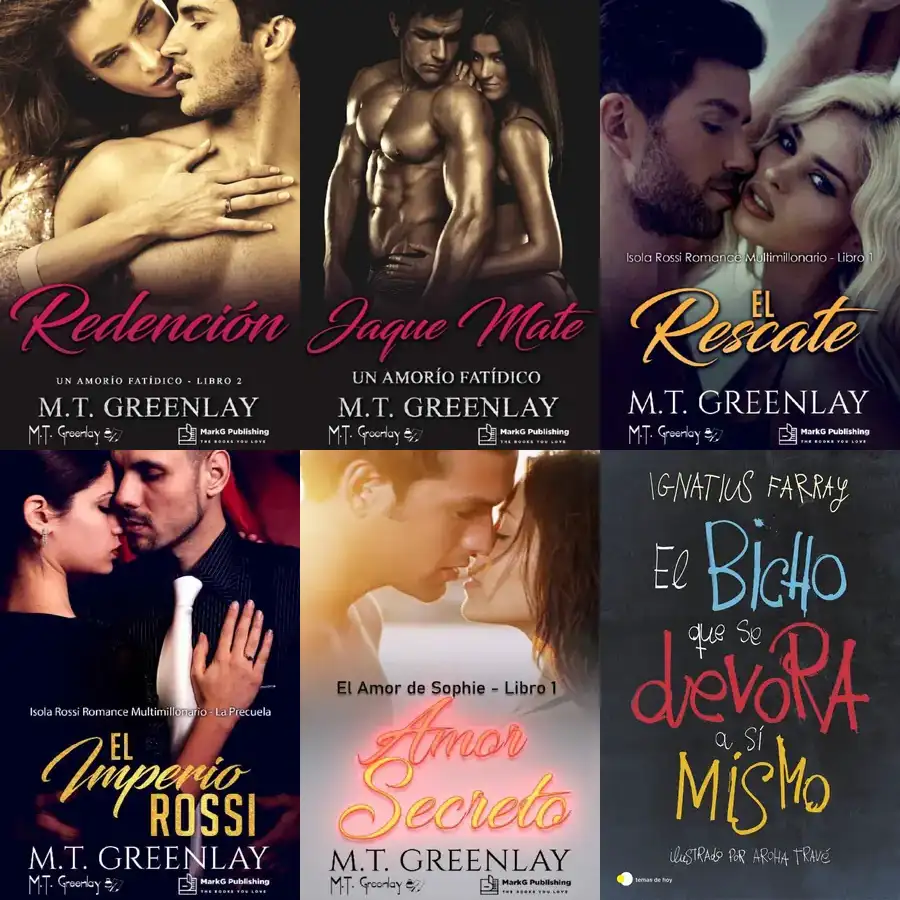 Redención
UN AMORÍO FATÍDICO - LIBRO 2
M.T. GREENLAY
M.T. Greenlay
MarkG Publishing
THE BOOKS YOU LOVE
Jaque Mate
UN AMORÍO FATÍDICO
M.T. GREENLAY
M.T. Greenlay
MarkG Publishing
THE BOOKS YOU LOVE
Isola Rossi Romance Multimillonario - Libro 1
EL
Rescate
M.T. GREENLAY
M.T. Greenlay
MarkG Publishing
THE BOOKS YOU LOVE
Isola Rossi Romance Multimillonario - La Precuela
EL
Imperio
ROSSI
M.T. GREENLAY
M.T. Greenlay
MarkG Publishing
THE BOOKS YOU LOVE
El Amor de Sophie - Libro 1
Amor
Secreto
M.T. GREENLAY
M.T. Greenlay
MarkG Publishing
THE BOOKS YOU LOVE
IGNATIUS FARRAY
El BICHO
que se
devORA
a sí
MISMO
ilustrado por AROHA TRAVÉ
temas de hoy